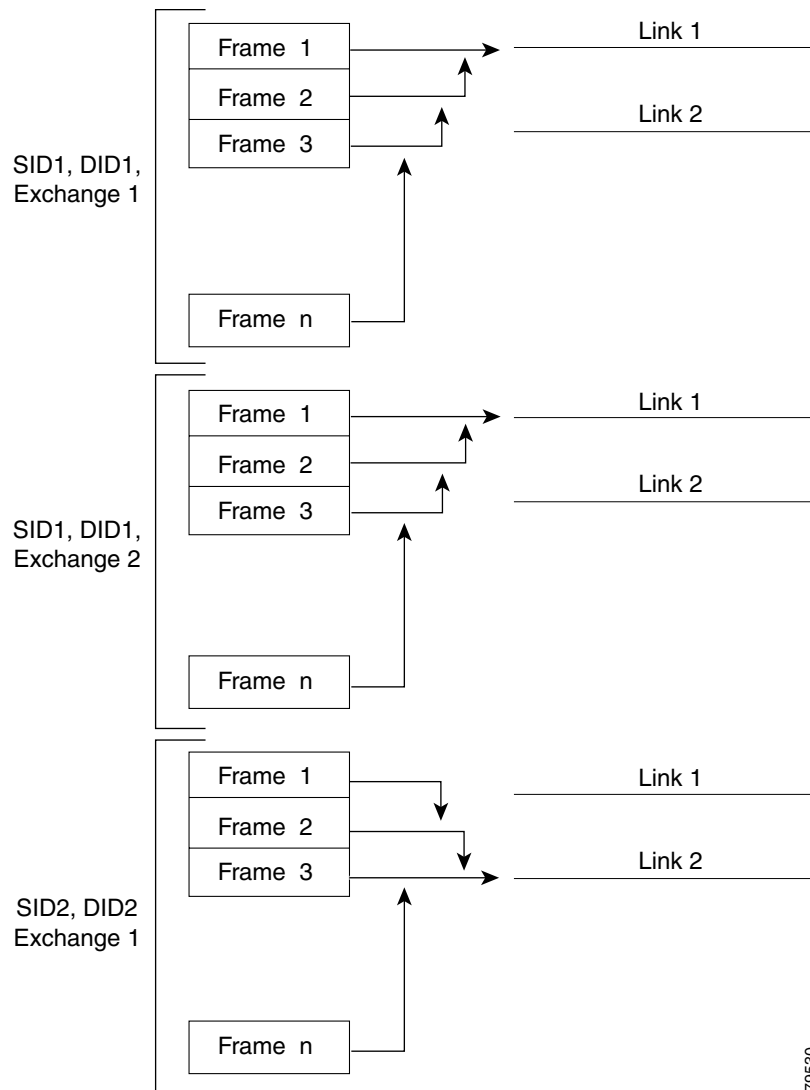 Frame 1
Link 1
Frame 2
Link 2
Frame 3
SID1, DID1,
Exchange 1
Frame n
Frame 1
Link 1
Frame 2
Link 2
Frame 3
SID1, DID1,
Exchange 2
Frame n
Frame 1
Link 1
Frame 2
Frame 3
Link 2
SID2, DID2
Exchange 1
Frame n
79530